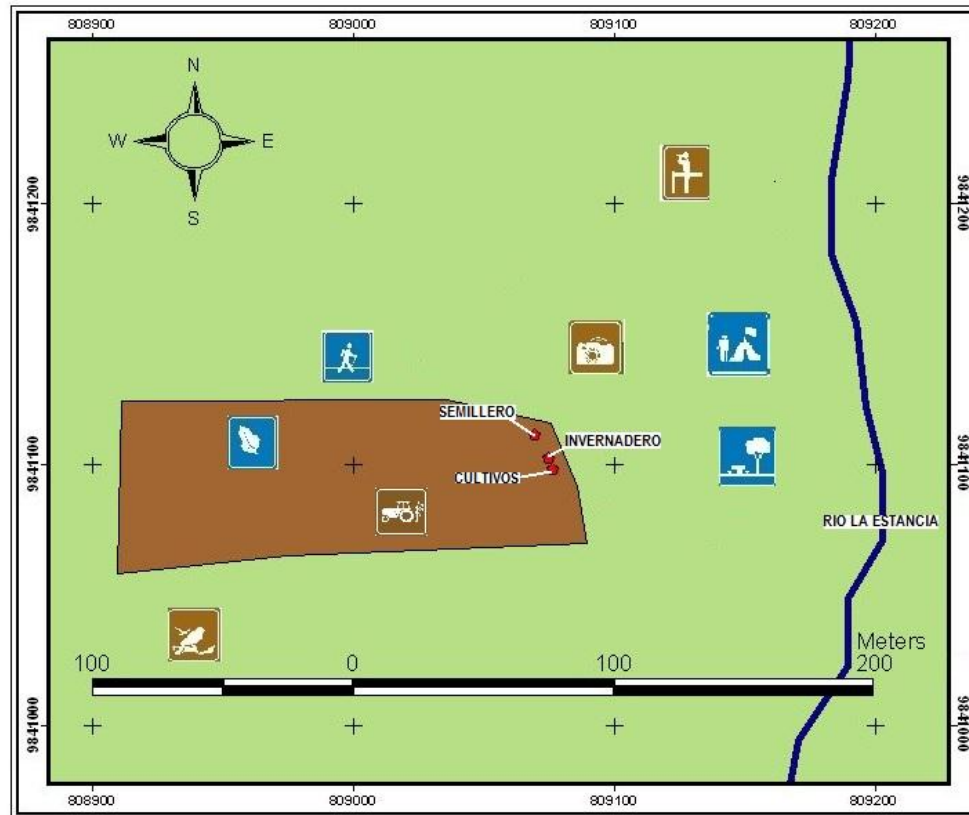 808900 809000 809100 809200
N
W E
S
9841200 9841200
SEMILLERO
INVERNADERO
9841100 9841100
CULTIVOS
RIO LA ESTANCIA
Meters
100 0 100 200
9841000 9841000
808900 809000 809100 809200